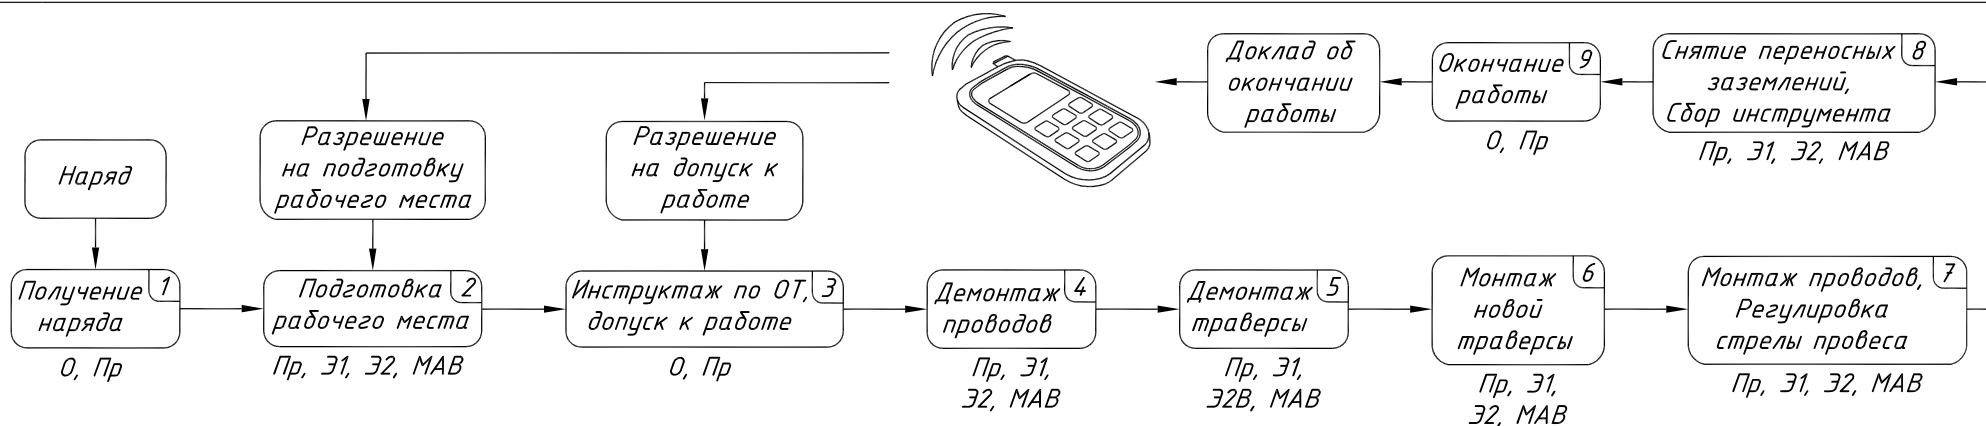 Наряд
Разрешение
на подготовку
рабочего места
Разрешение
на допуск к
работе
Доклад об
окончании
работы
Окончание
работы
9
О, Пр
Снятие переносных
заземлений,
Сбор инструмента
8
Пр, Э1, Э2, МАВ
Получение
наряда
1
О, Пр
Подготовка
рабочего места
2
Пр, Э1, Э2, МАВ
Инструктаж по ОТ,
допуск к работе
3
О, Пр
Демонтаж
проводов
4
Пр, Э1,
Э2, МАВ
Демонтаж
траверсы
5
Пр, Э1,
Э2В, МАВ
Монтаж
новой
траверсы
6
Пр, Э1,
Э2, МАВ
Монтаж проводов,
Регулировка
стрелы провеса
7
Пр, Э1, Э2, МАВ